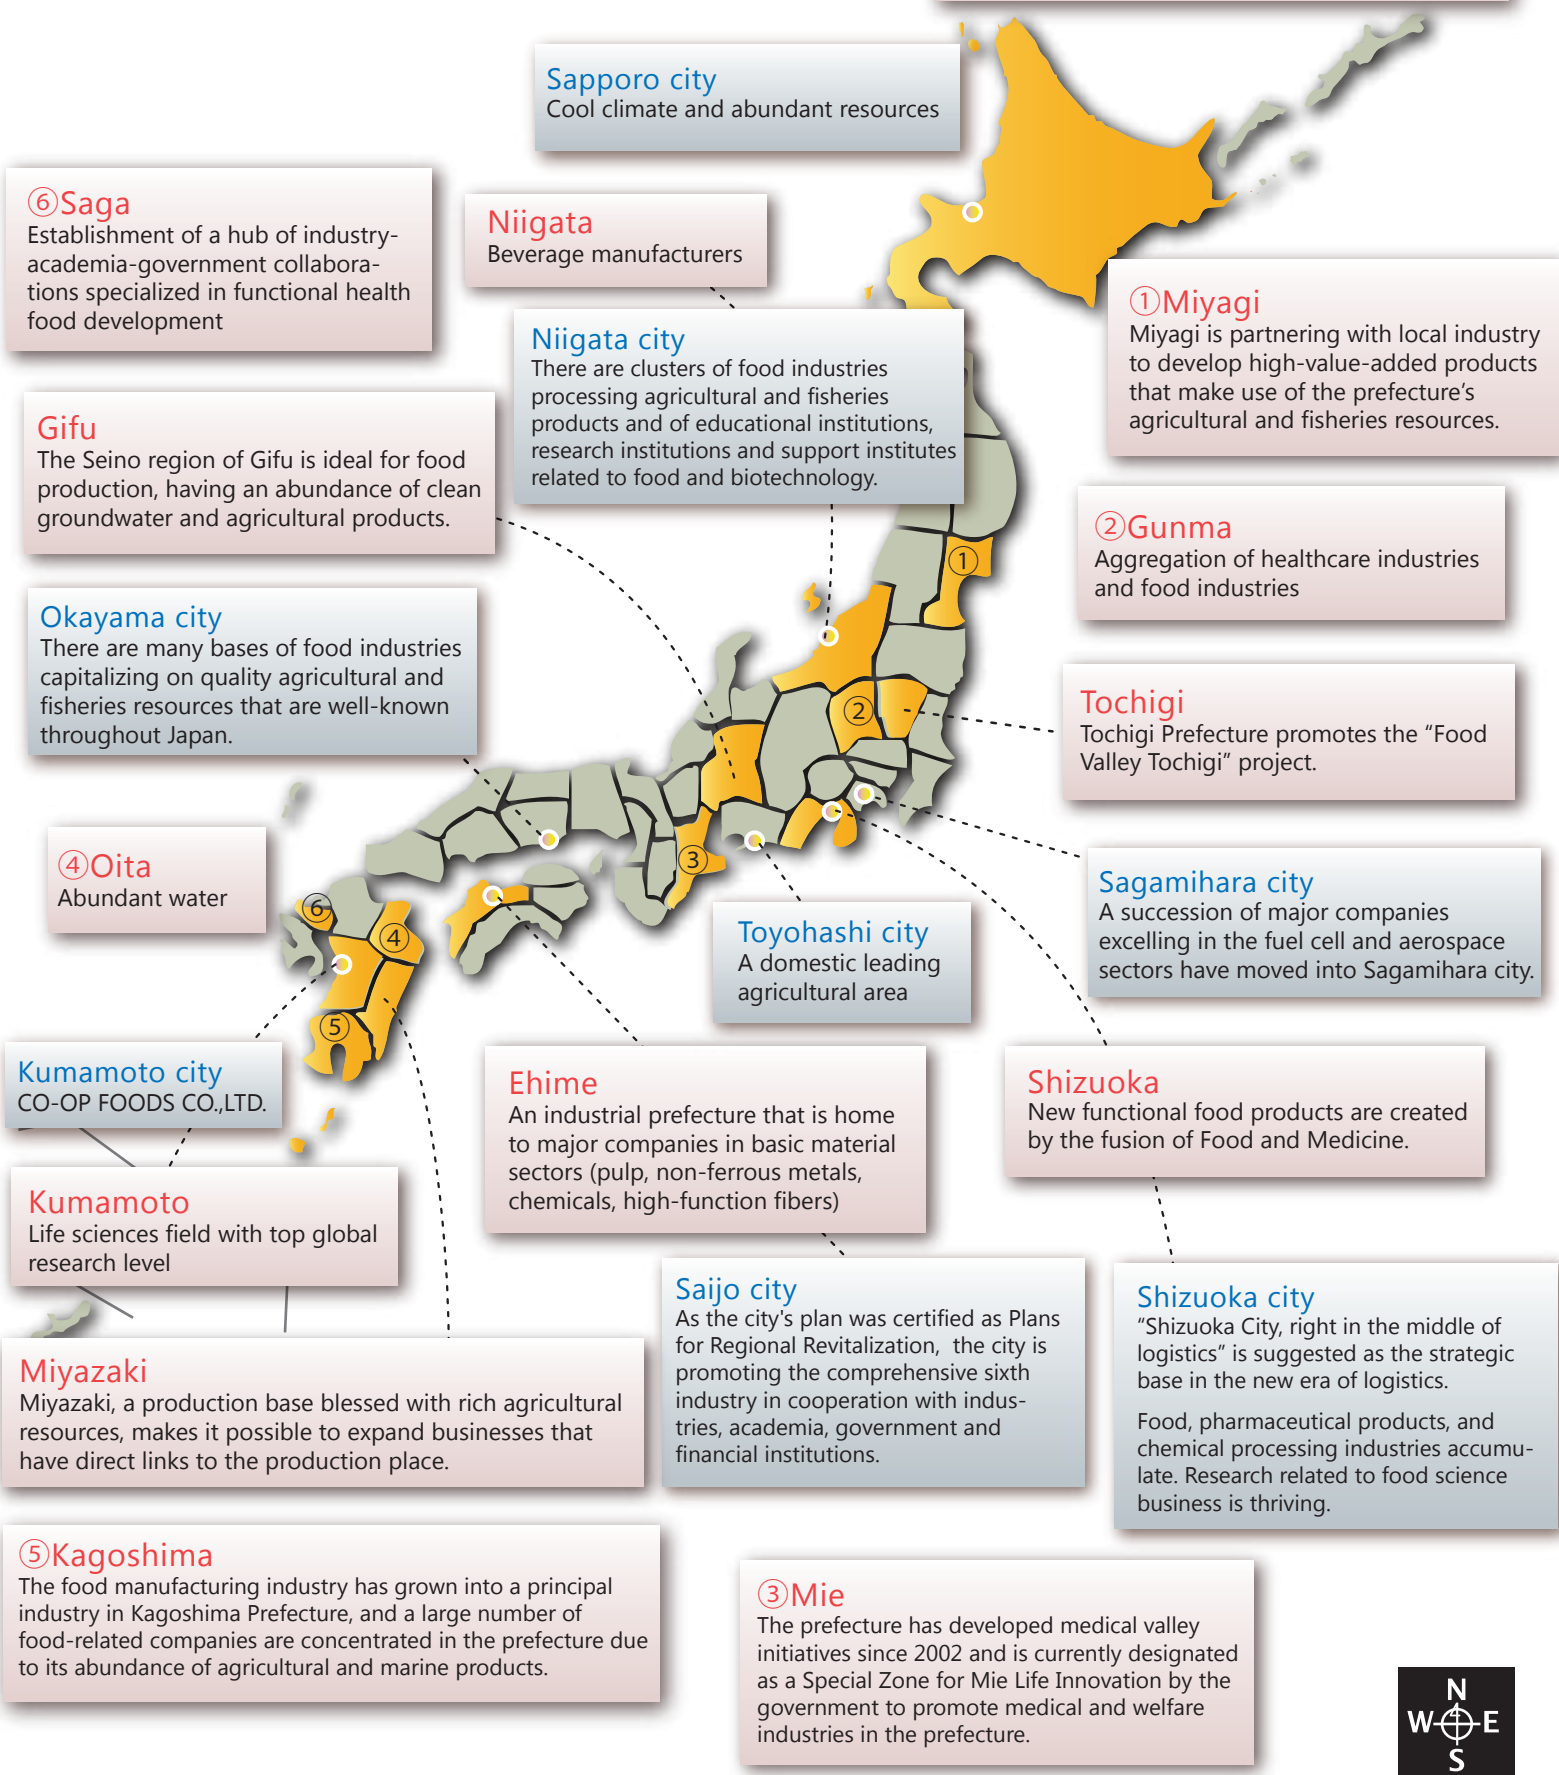 Sapporo city
Cool climate and abundant resources
⑥Saga
Establishment of a hub of industry-
academia-government collabora-
tions specialized in functional health
food development
Niigata
Beverage manufacturers
Niigata city
There are clusters of food industries
processing agricultural and fisheries
products and of educational institutions,
research institutions and support institutes
related to food and biotechnology.
①Miyagi
Miyagi is partnering with local industry
to develop high-value-added products
that make use of the prefecture’s
agricultural and fisheries resources.
Gifu
The Seino region of Gifu is ideal for food
production, having an abundance of clean
groundwater and agricultural products.
②Gunma
Aggregation of healthcare industries
and food industries
Okayama city
There are many bases of food industries
capitalizing on quality agricultural and
fisheries resources that are well-known
throughout Japan.
Tochigi
Tochigi Prefecture promotes the “Food
Valley Tochigi” project.
①
②
③
④
⑤
⑥
④Oita
Abundant water
Sagamihara city
A succession of major companies
excelling in the fuel cell and aerospace
sectors have moved into Sagamihara city.
Toyohashi city
A domestic leading
agricultural area
Kumamoto city
CO-OP FOODS CO.,LTD.
Ehime
An industrial prefecture that is home
to major companies in basic material
sectors (pulp, non-ferrous metals,
chemicals, high-function fibers)
Shizuoka
New functional food products are created
by the fusion of Food and Medicine.
Kumamoto
Life sciences field with top global
research level
Saijo city
As the city's plan was certified as Plans
for Regional Revitalization, the city is
promoting the comprehensive sixth
industry in cooperation with indus-
tries, academia, government and
financial institutions.
Shizuoka city
“Shizuoka City, right in the middle of
logistics” is suggested as the strategic
base in the new era of logistics.
Food, pharmaceutical products, and
chemical processing industries accumu-
late. Research related to food science
business is thriving.
Miyazaki
Miyazaki, a production base blessed with rich agricultural
resources, makes it possible to expand businesses that
have direct links to the production place.
⑤Kagoshima
The food manufacturing industry has grown into a principal
industry in Kagoshima Prefecture, and a large number of
food-related companies are concentrated in the prefecture due
to its abundance of agricultural and marine products.
③Mie
The prefecture has developed medical valley
initiatives since 2002 and is currently designated
as a Special Zone for Mie Life Innovation by the
government to promote medical and welfare
industries in the prefecture.
N
W E
S